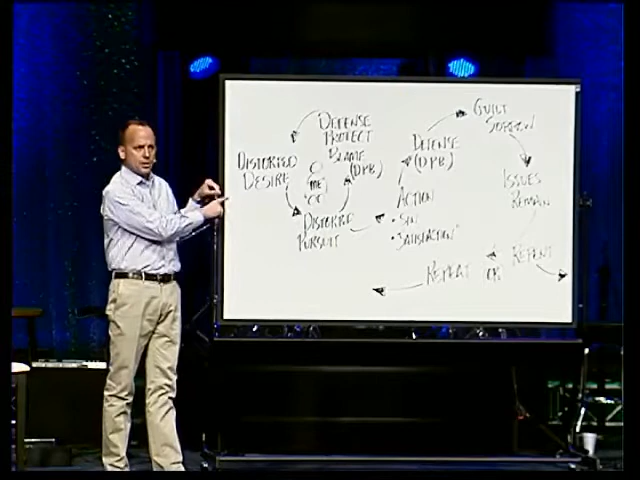 DEFENSE
PROTECT
BLAME
(DPB)
DISTORTED
DESIRE
ME
DISTORTED
PURSUIT
ACTION
• SIN
• "SATISFACTION"
DEFENSE
(DPB)
GUILT
SORROW
ISSUES
REMAIN
REPENT
OR
REPEAT